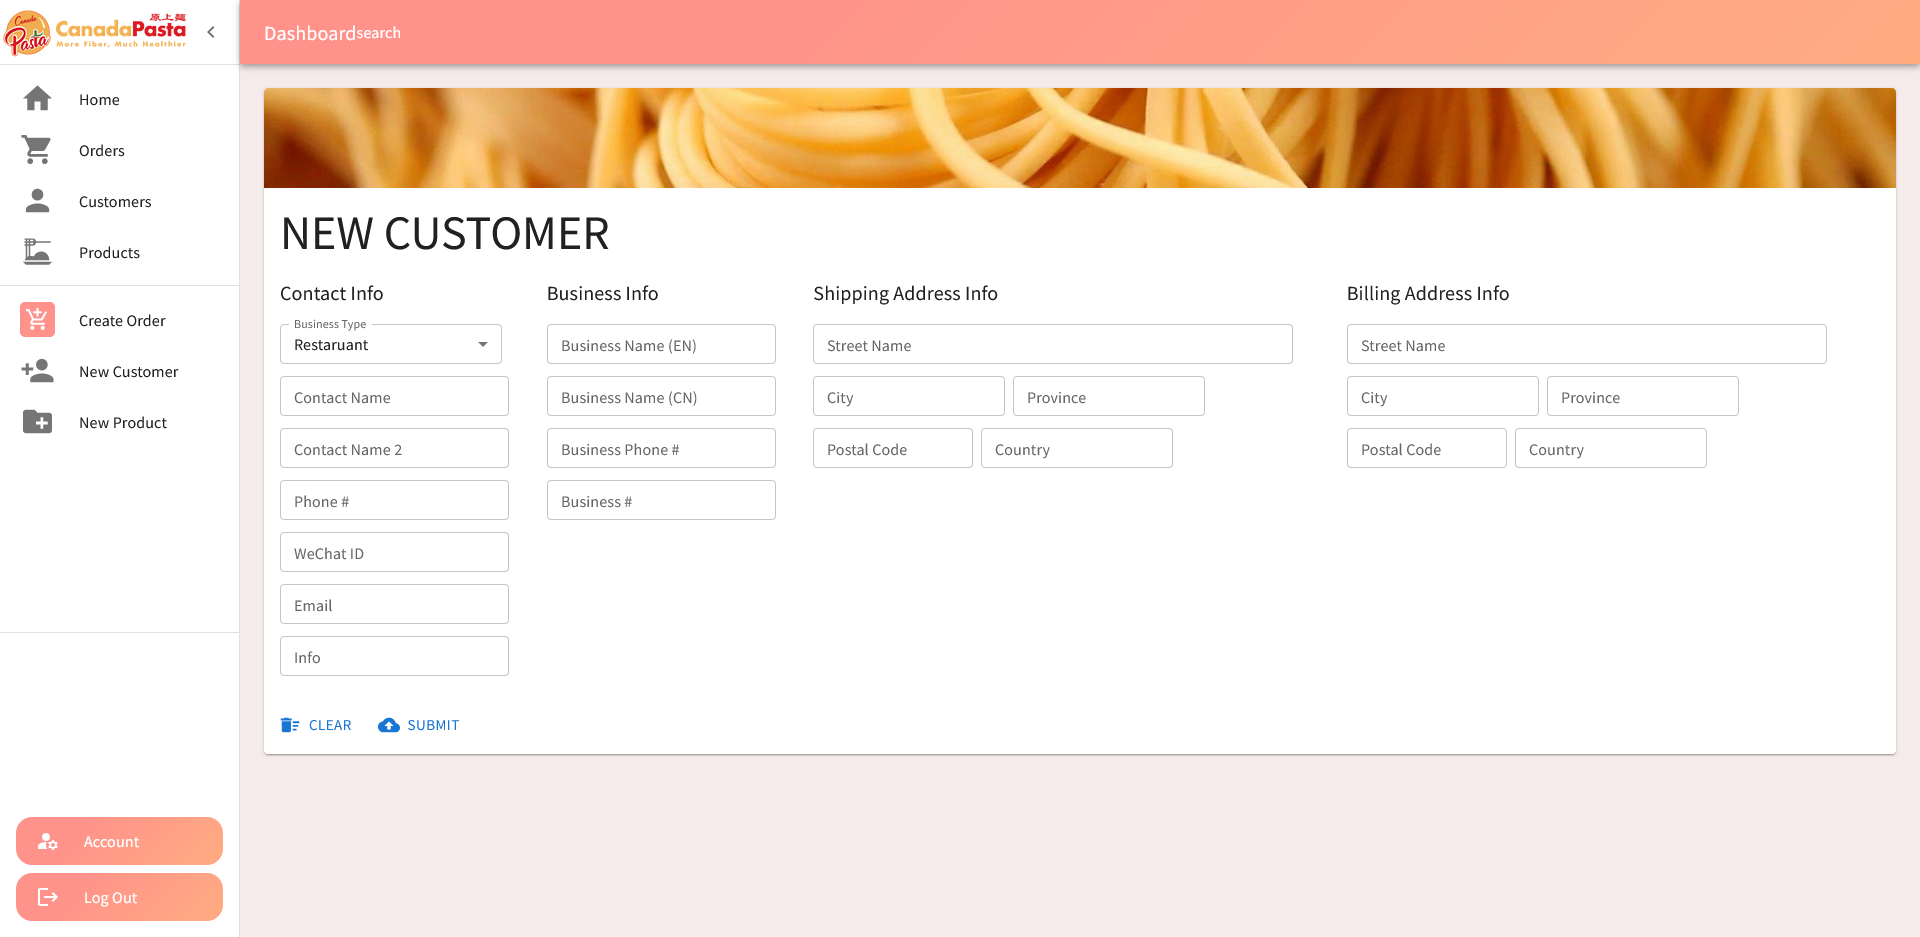 Canada
Pasta
原上麵
CanadaPasta
More Fiber, Much Healthier
Dashboard search
Home
Orders
Customers
Products
Create Order
New Customer
New Product
Account
Log Out
NEW CUSTOMER
Contact Info
Business Type
Restaruant
Contact Name
Contact Name 2
Phone #
WeChat ID
Email
Info
Business Info
Business Name (EN)
Business Name (CN)
Business Phone #
Business #
Shipping Address Info
Street Name
City
Province
Postal Code
Country
Billing Address Info
Street Name
City
Province
Postal Code
Country
CLEAR
SUBMIT